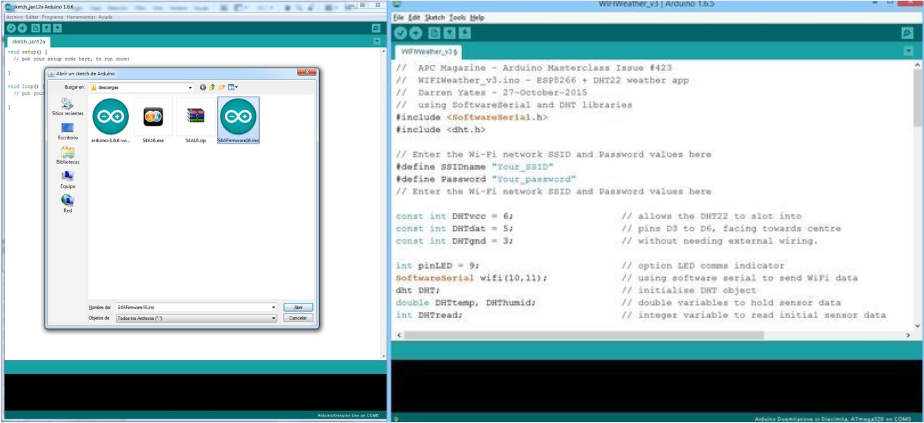 sketch_jan12a Arduino 1.6.6
Archivo Editar Programa Herramientas Ayuda
sketch_jan12a
void setup() {
// put your setup code here, to run once:
}
void loop() {
// put your
}
Abrir un sketch de Arduino
Buscar en:
descargas
Sitios recientes
Escritorio
Bibliotecas
Equipo
Red
arduino-1.6.6-wi...
S4A16.exe
S4A16.zip
S4AFirmware16.ino
Nombre del
S4AFirmware16.ino
Abrir
Objetos de
Todos los Archivos (*.*)
Cancelar
WIFIWeather_v3 | Arduino 1.6.5
File Edit Sketch Tools Help
WIFIWeather_v3 §
// APC Magazine - Arduino Masterclass Issue #423
// WIFIWeather_v3.ino - ESP8266 + DHT22 weather app
// Darren Yates - 27-October-2015
// using SoftwareSerial and DHT libraries
#include <SoftwareSerial.h>
#include <dht.h>
// Enter the Wi-Fi network SSID and Password values here
#define SSIDname "Your_SSID"
#define Password "Your_password"
// Enter the Wi-Fi network SSID and Password values here
const int DHTvcc = 6; // allows the DHT22 to slot into
const int DHTdat = 5; // pins D3 to D6, facing towards centre
const int DHTgnd = 3; // without needing external wiring.
int pinLED = 9; // option LED comms indicator
SoftwareSerial wifi(10,11); // using software serial to send WiFi data
dht DHT; // initialise DHT object
double DHTtemp, DHThumid; // double variables to hold sensor data
int DHTread; // integer variable to read initial sensor data
9
Arduino Duemilanove or Diecimila, ATmega328 on COM3